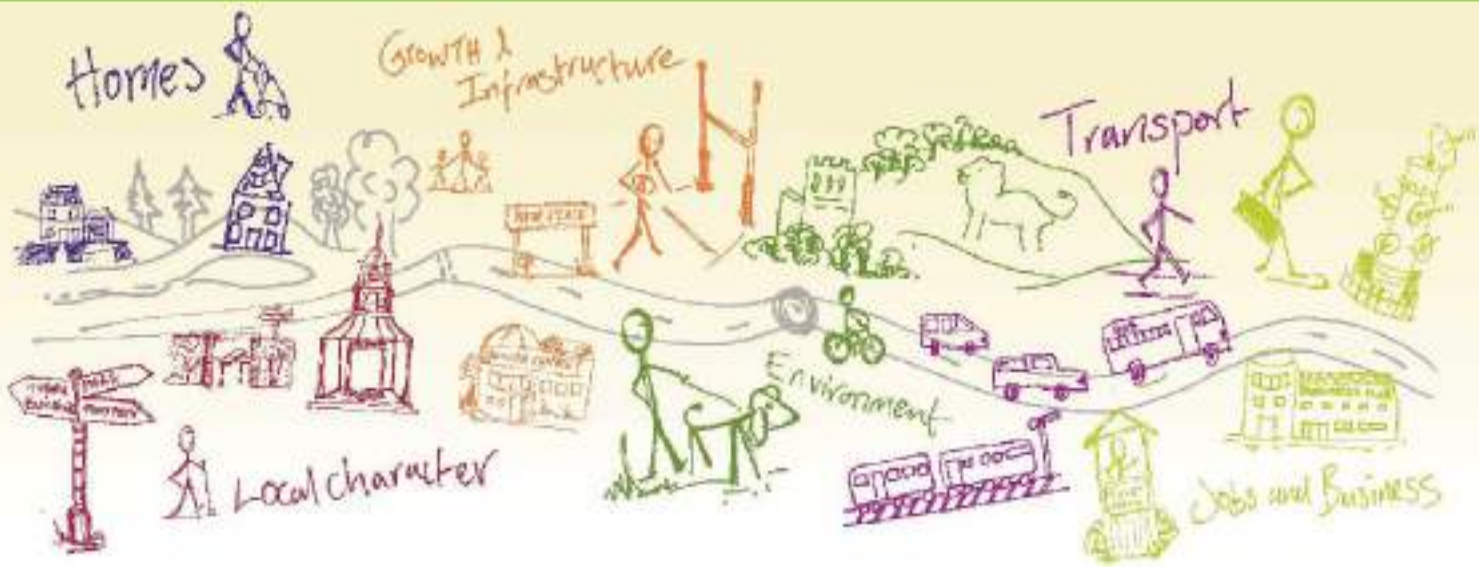 Homes
Growth &
Infrastructure
Transport
Environment
Local character
Jobs and Business